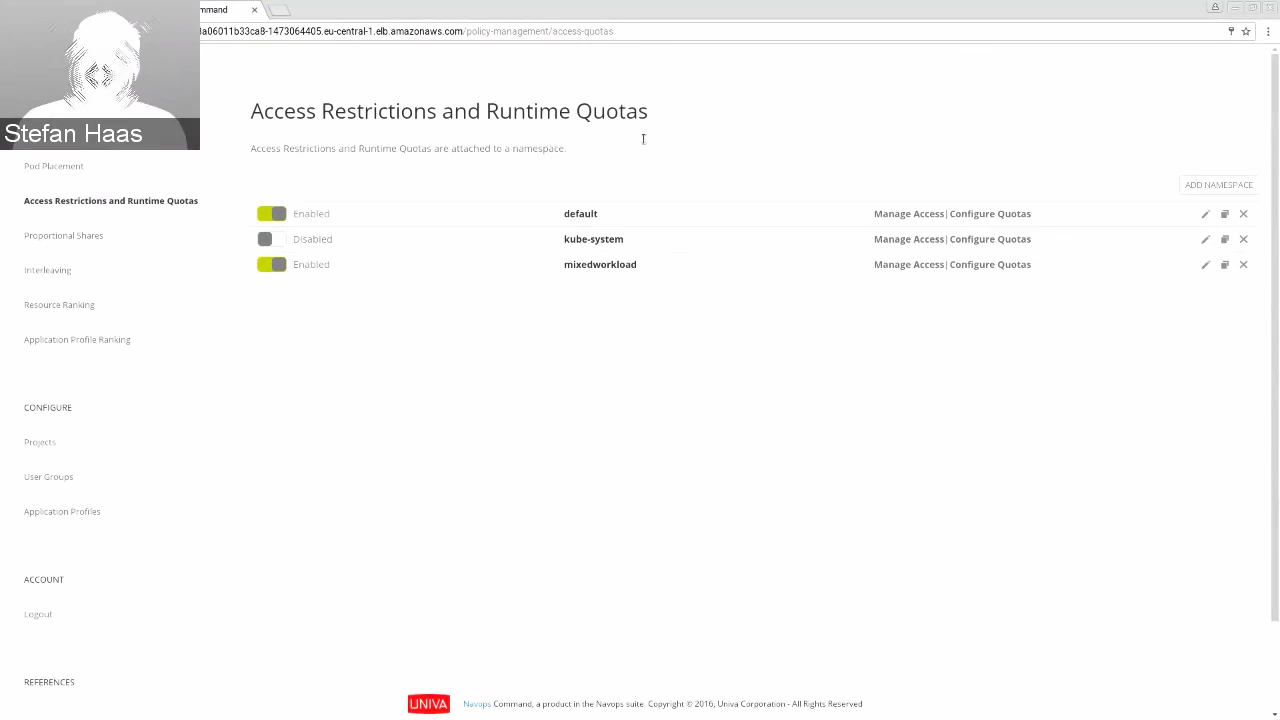 mmand
a06011b33ca8-1473064405.eu-central-1.elb.amazonaws.com/policy-management/access-quotas
Stefan Haas
Pod Placement
Access Restrictions and Runtime Quotas
Proportional Shares
Interleaving
Resource Ranking
Application Profile Ranking
CONFIGURE
Projects
User Groups
Application Profiles
ACCOUNT
Logout
REFERENCES
Access Restrictions and Runtime Quotas
Access Restrictions and Runtime Quotas are attached to a namespace.
ADD NAMESPACE
Enabled default Manage Access| Configure Quotas
Disabled kube-system Manage Access| Configure Quotas
Enabled mixedworkload Manage Access| Configure Quotas
UNIVA Navops Command, a product in the Navops suite. Copyright © 2016, Univa Corporation - All Rights Reserved